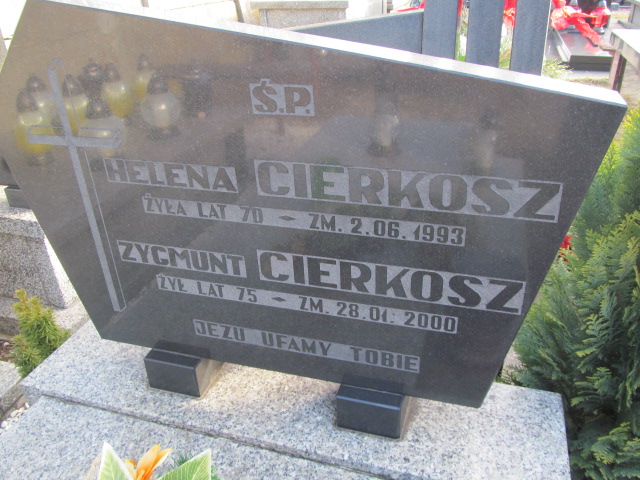 Ś.P.
HELENA CIERKOSZ
ŻYŁA LAT 70 – ZM. 2.06.1993
ZYGMUNT CIERKOSZ
ŻYŁ LAT 75 – ZM. 28.01.2000
JEZU UFAMY TOBIE